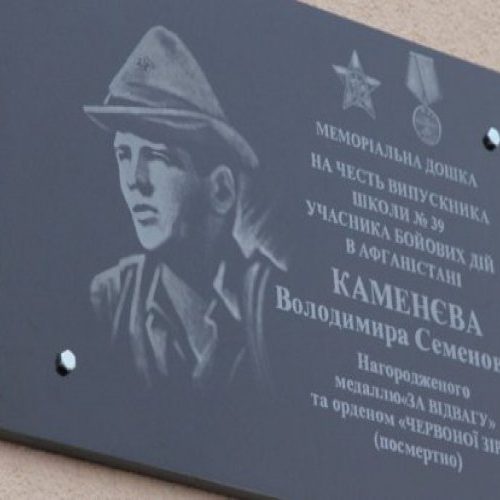 МЕМОРІАЛЬНА ДОШКА
НА ЧЕСТЬ ВИПУСКНИКА
ШКОЛИ № 39
УЧАСНИКА БОЙОВИХ ДІЙ
В АФГАНІСТАНІ
КАМЕНЄВА
Володимира Семенов
Нагородженого
медаллю«ЗА ВІДВАГУ»
та орденом «ЧЕРВОНОЇ ЗІР
(посмертно)